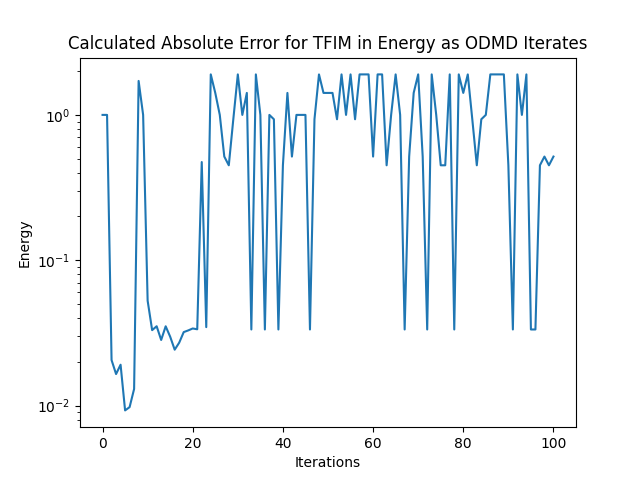 Calculated Absolute Error for TFIM in Energy as ODMD Iterates
10⁰
10⁻¹
10⁻²
Energy
0 20 40 60 80 100
Iterations